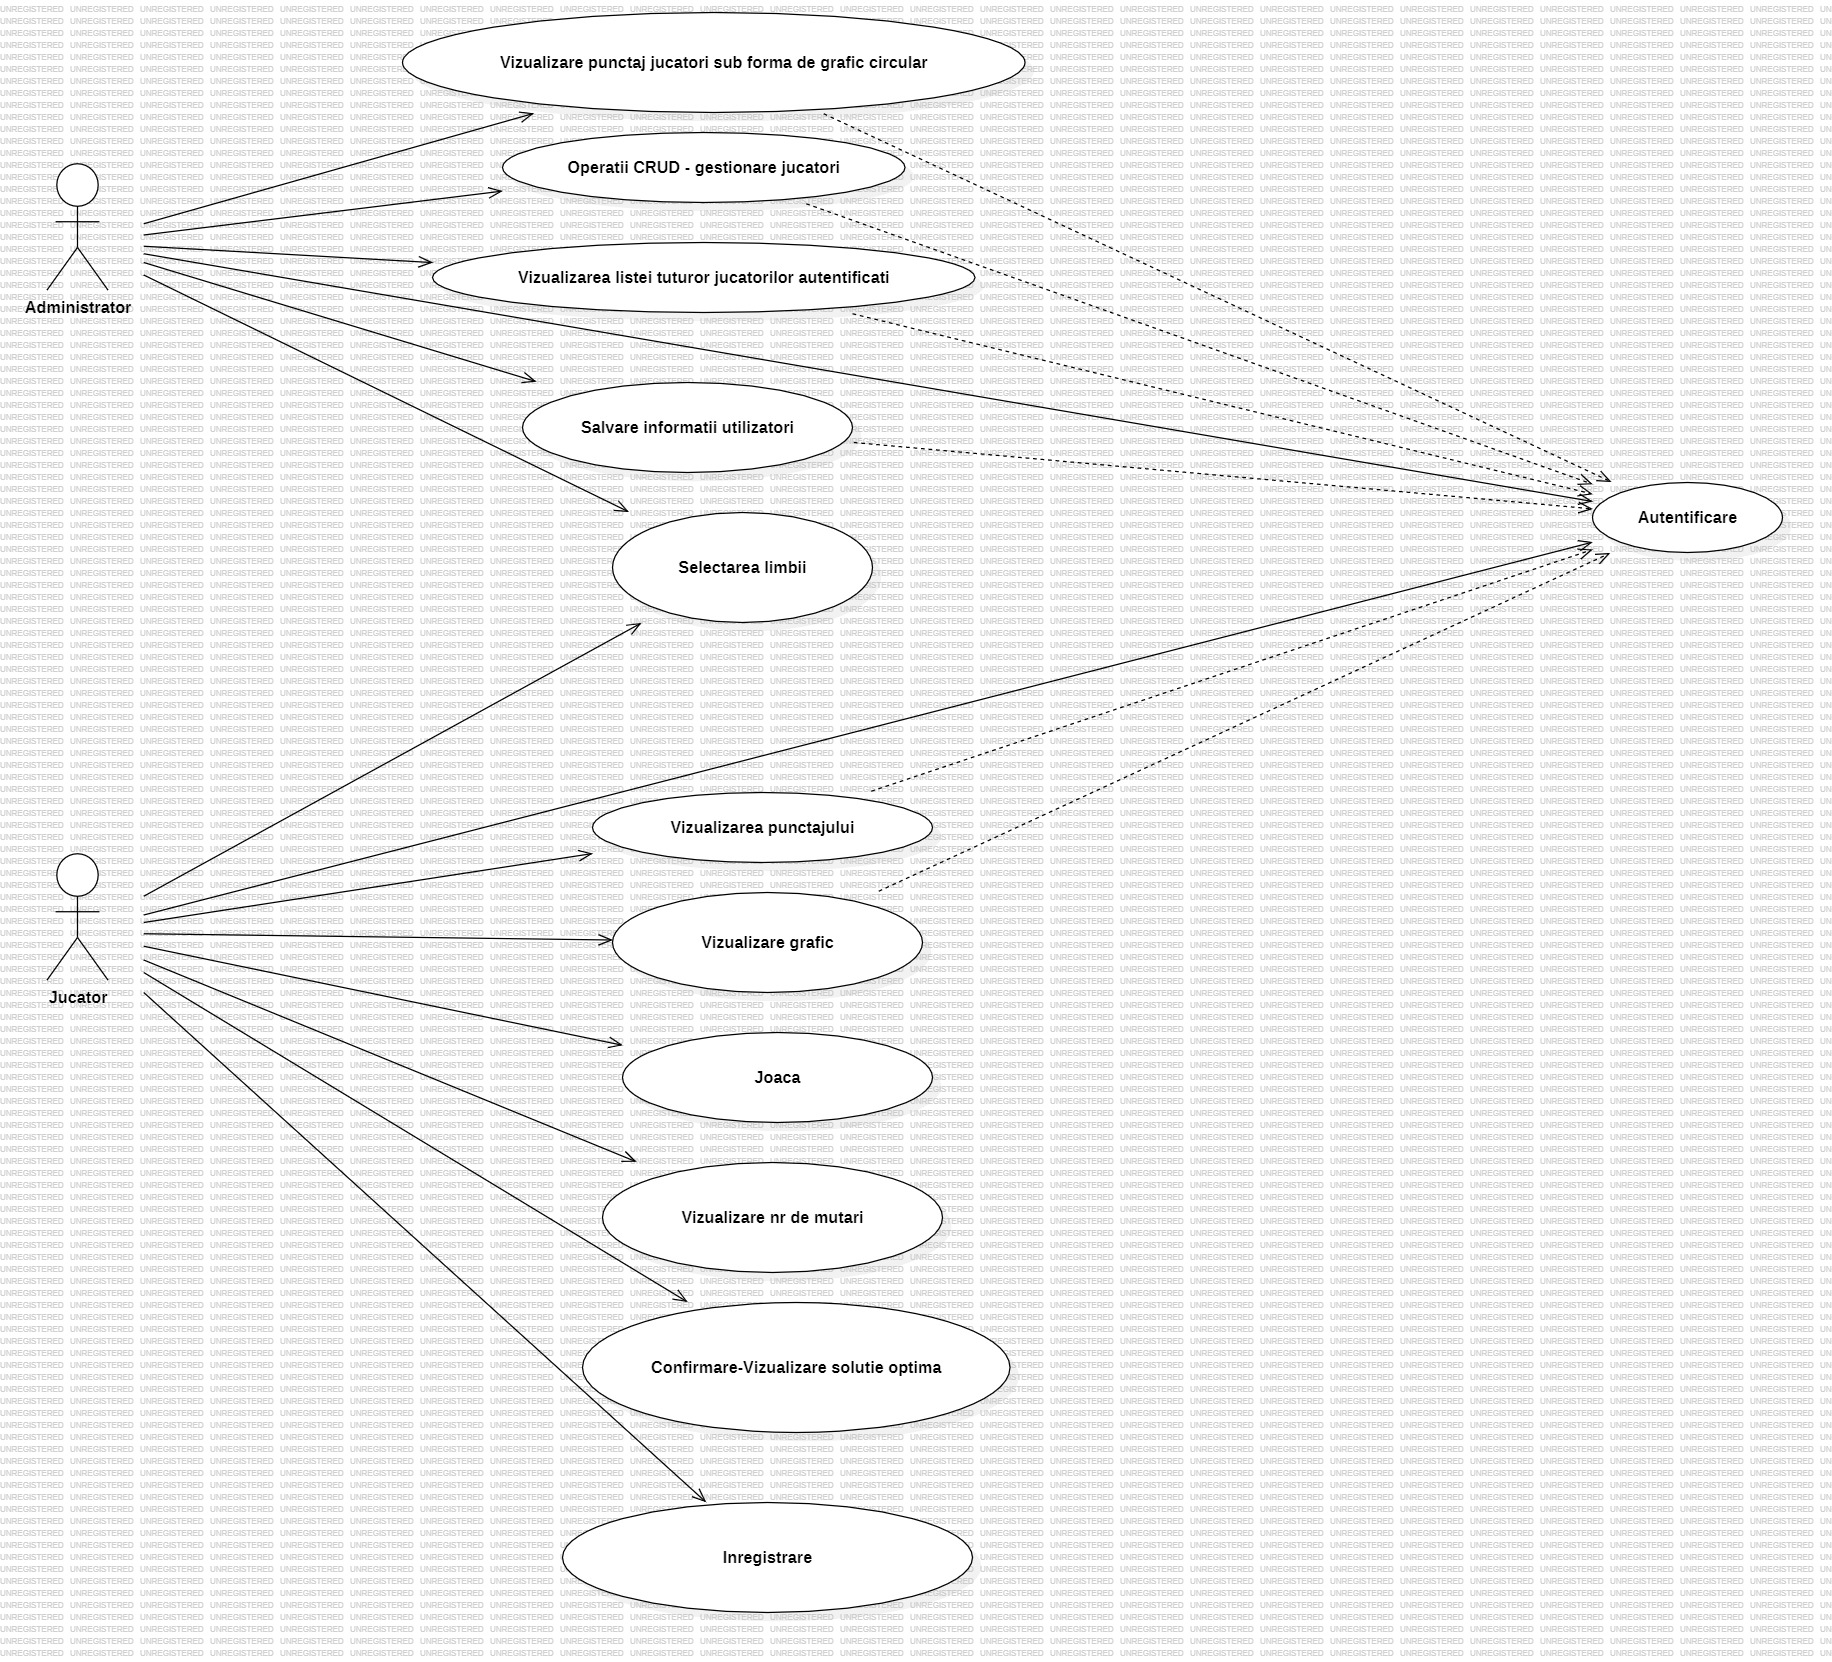 Vizualizare punctaj jucatori sub forma de grafic circular
Operatii CRUD - gestionare jucatori
Vizualizarea listei tuturor jucatorilor autentificati
Administrator
Salvare informatii utilizatori
Autentificare
Selectarea limbii
Vizualizarea punctajului
Vizualizare grafic
Jucator
Joaca
Vizualizare nr de mutari
Confirmare-Vizualizare solutie optima
Inregistrare
UNREGISTERED